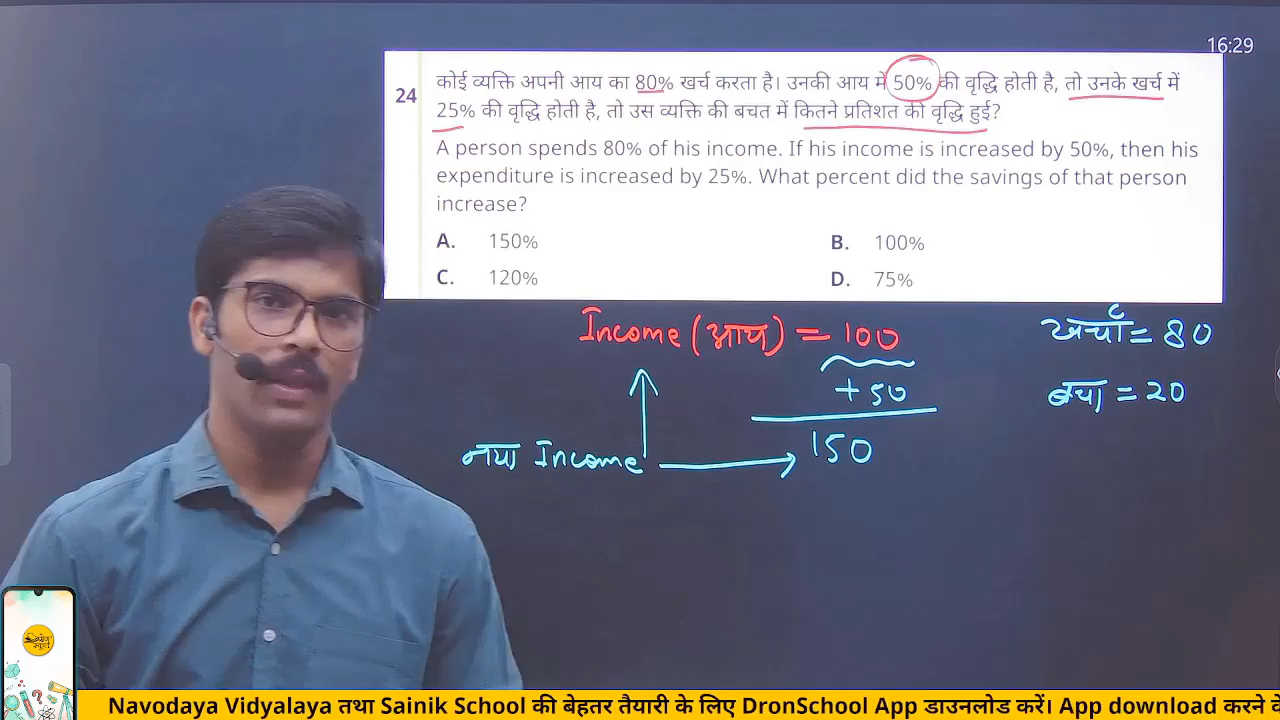 16:29
24
कोई व्यक्ति अपनी आय का 80% खर्च करता है। उनकी आय में 50% की वृद्धि होती है, तो उनके खर्च में
25% की वृद्धि होती है, तो उस व्यक्ति की बचत में कितने प्रतिशत की वृद्धि हुई?
A person spends 80% of his income. If his income is increased by 50%, then his
expenditure is increased by 25%. What percent did the savings of that person
increase?
A. 150% B. 100%
C. 120% D. 75%
Income (आय) = 100
+50
150
नया Income
खर्चा = 80
बचा = 20
Navodaya Vidyalaya तथा Sainik School की बेहतर तैयारी के लिए DronSchool App डाउनलोड करें। App download करने के